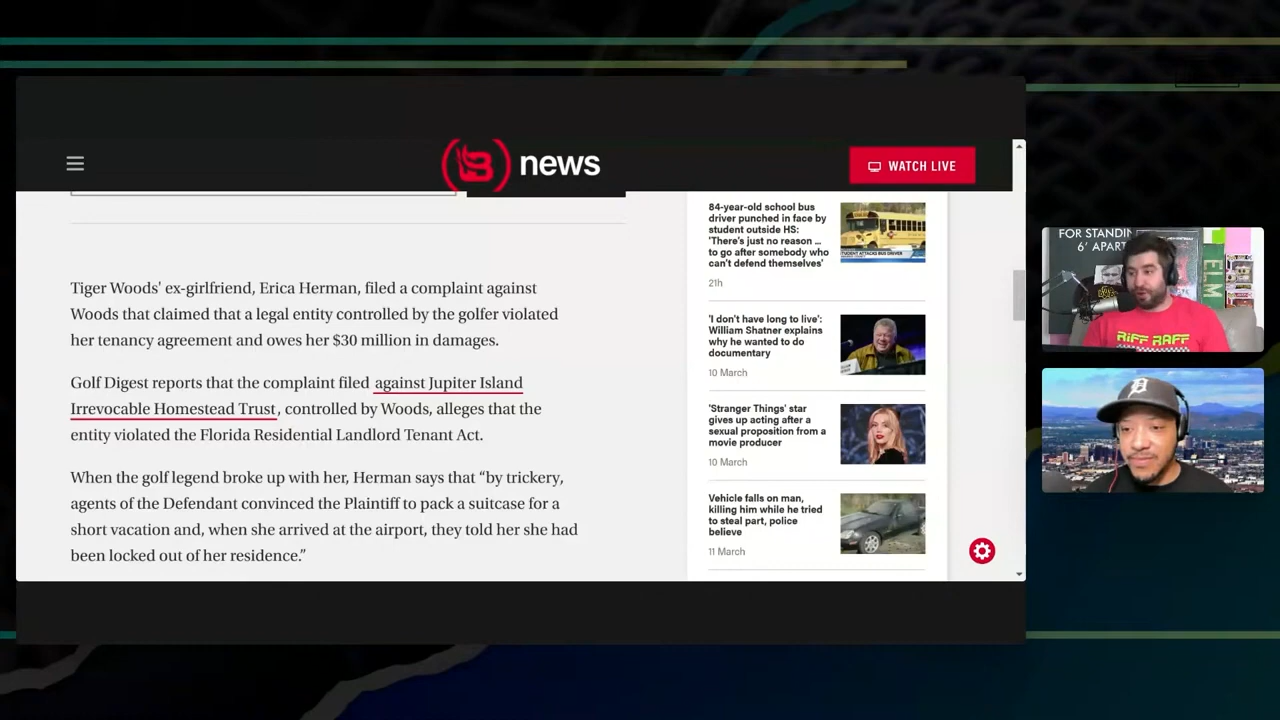 news
WATCH LIVE
Tiger Woods' ex-girlfriend, Erica Herman, filed a complaint against
Woods that claimed that a legal entity controlled by the golfer violated
her tenancy agreement and owes her $30 million in damages.
Golf Digest reports that the complaint filed against Jupiter Island
Irrevocable Homestead Trust, controlled by Woods, alleges that the
entity violated the Florida Residential Landlord Tenant Act.
When the golf legend broke up with her, Herman says that “by trickery,
agents of the Defendant convinced the Plaintiff to pack a suitcase for a
short vacation and, when she arrived at the airport, they told her she had
been locked out of her residence.”
84-year-old school bus
driver punched in face by
student outside HS:
'There's just no reason ...
to go after somebody who
can't defend themselves'
21h
'I don't have long to live':
William Shatner explains
why he wanted to do
documentary
10 March
'Stranger Things' star
gives up acting after a
sexual proposition from a
movie producer
10 March
Vehicle falls on man,
killing him while he tried
to steal part, police
believe
11 March
FOR STANDIN
6' APART
ELM
RiFF RAFF